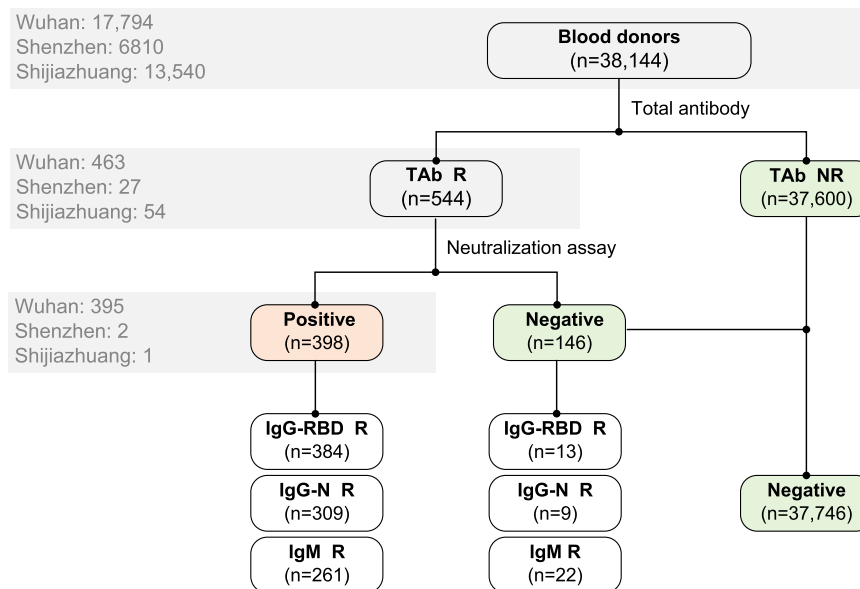 Wuhan: 17,794
Shenzhen: 6810
Shijiazhuang: 13,540
Blood donors
(n=38,144)
Total antibody
Wuhan: 463
Shenzhen: 27
Shijiazhuang: 54
TAb R
(n=544)
TAb NR
(n=37,600)
Neutralization assay
Wuhan: 395
Shenzhen: 2
Shijiazhuang: 1
Positive
(n=398)
Negative
(n=146)
IgG-RBD R
(n=384)
IgG-RBD R
(n=13)
IgG-N R
(n=309)
IgG-N R
(n=9)
Negative
(n=37,746)
IgM R
(n=261)
IgM R
(n=22)